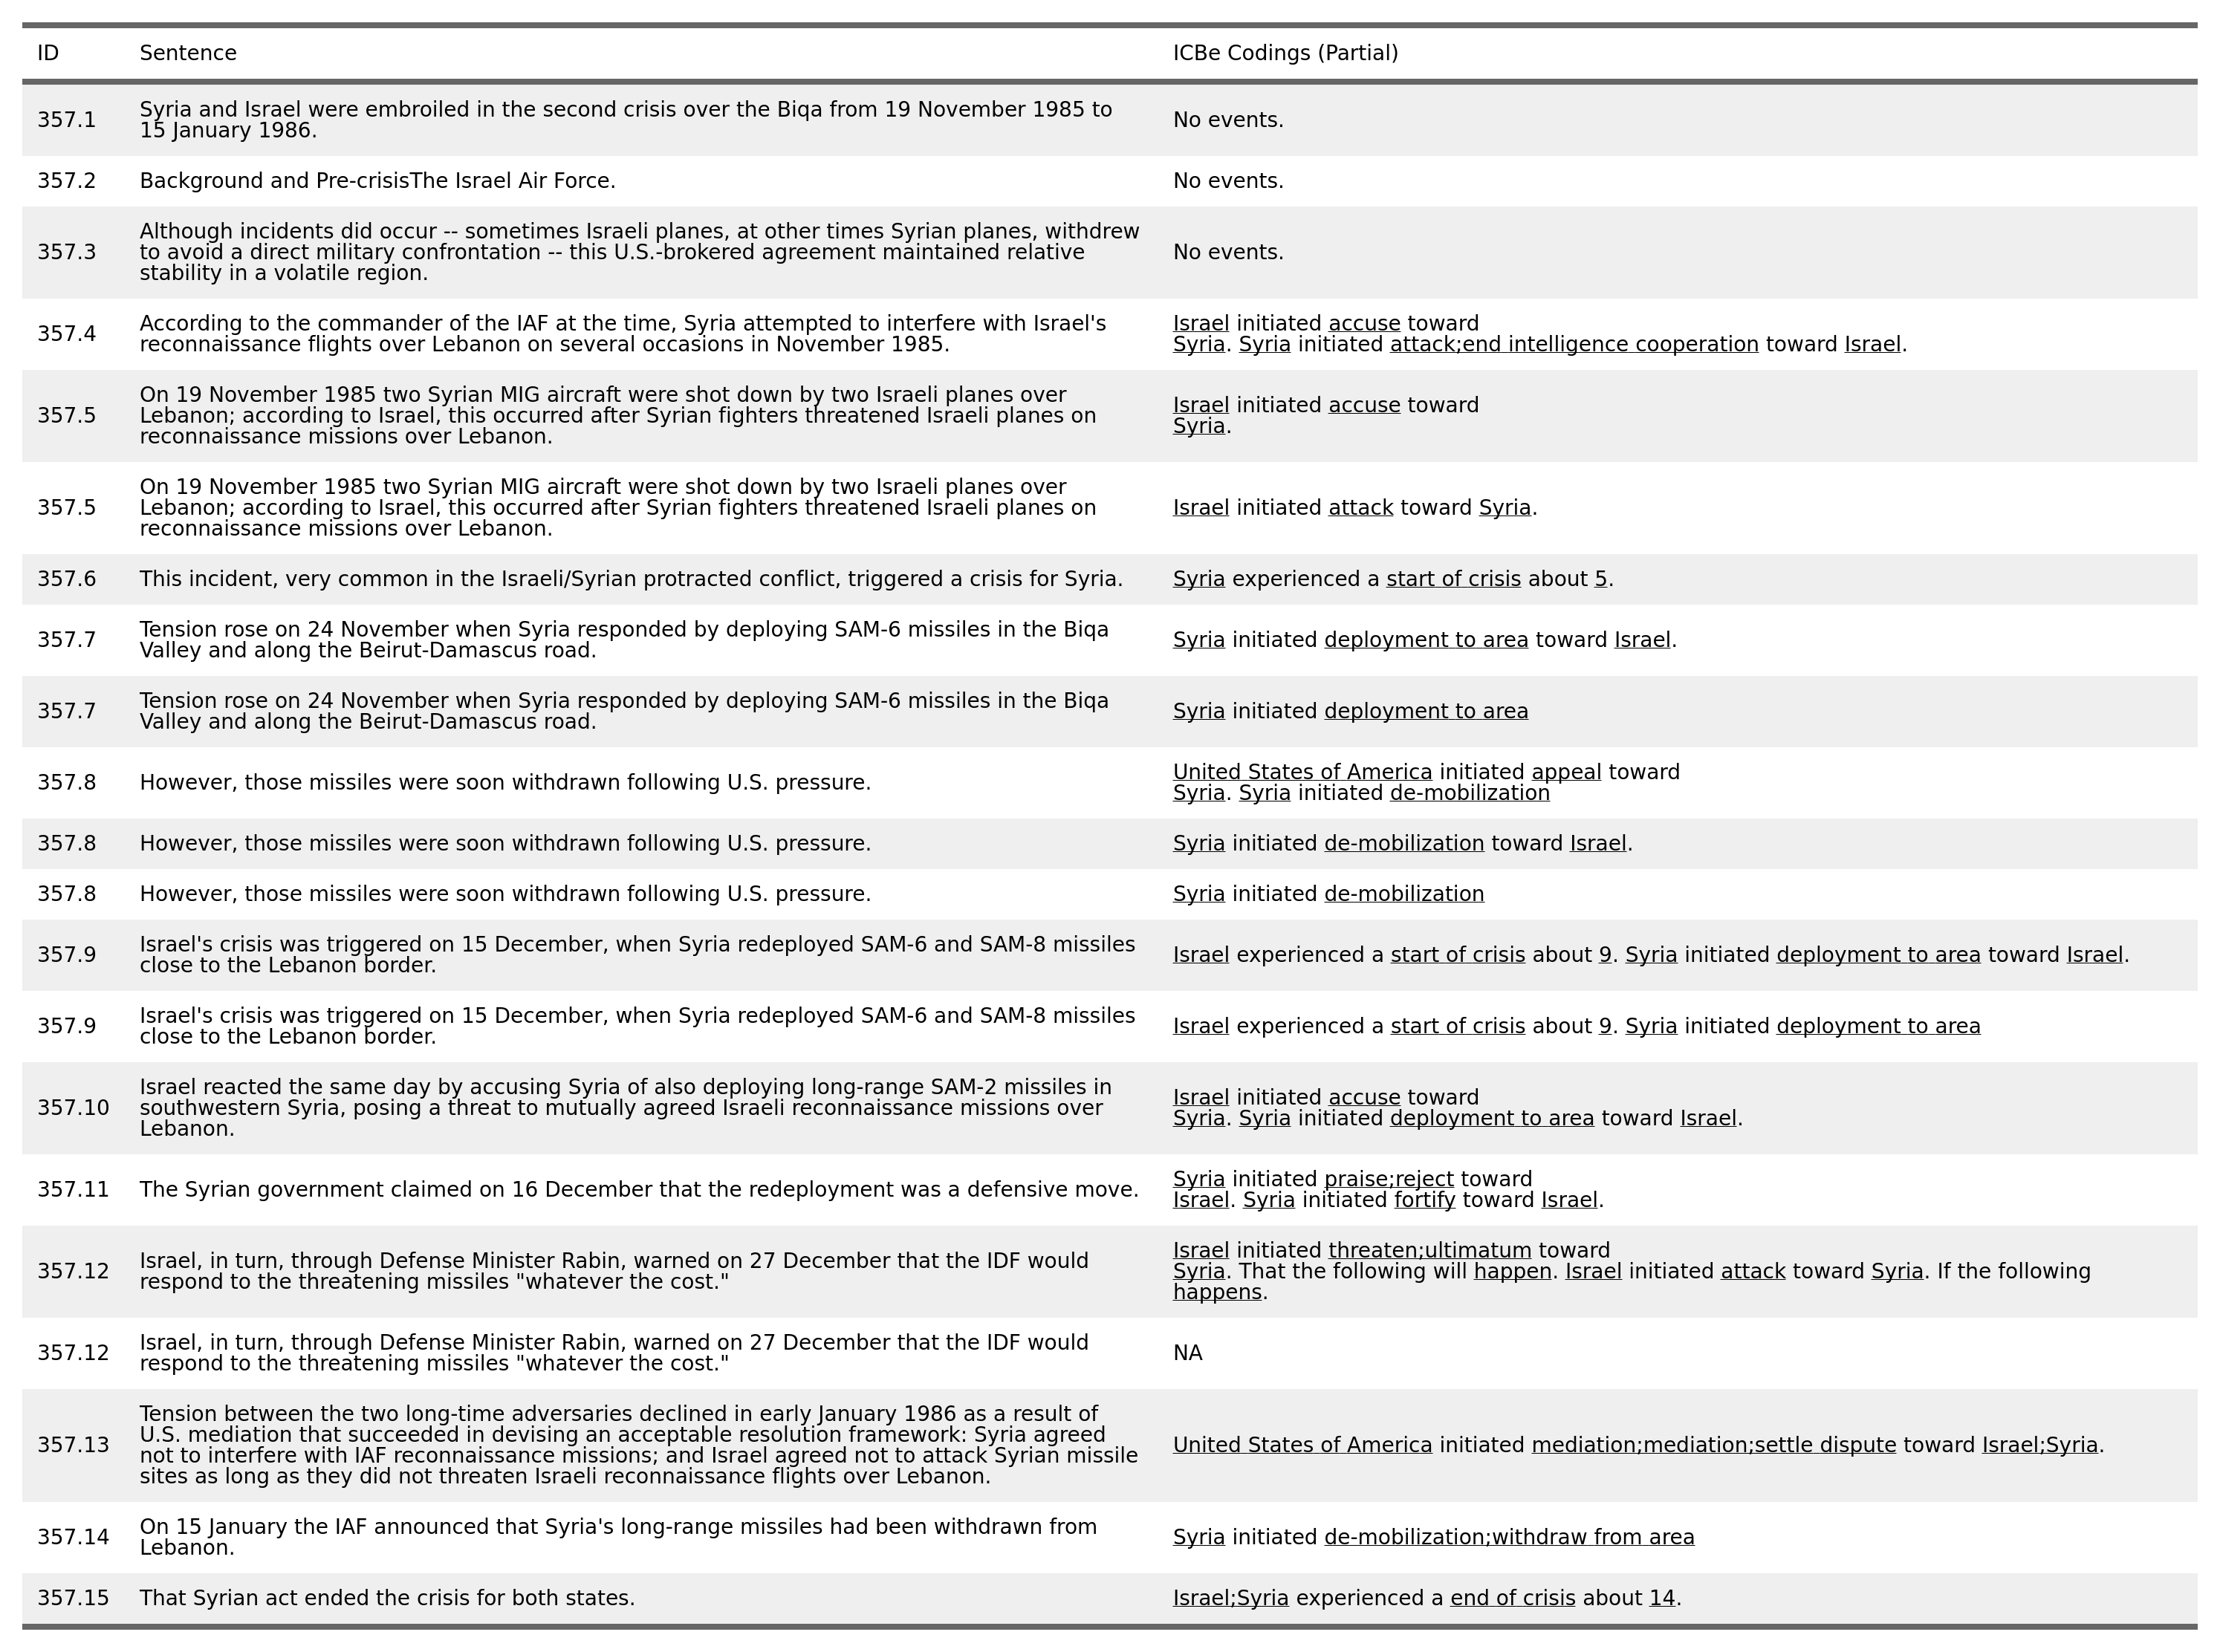 ID Sentence ICBe Codings (Partial)
357.1 Syria and Israel were embroiled in the second crisis over the Biqa from 19 November 1985 to
15 January 1986.
No events.
357.2 Background and Pre-crisisThe Israel Air Force. No events.
357.3 Although incidents did occur -- sometimes Israeli planes, at other times Syrian planes, withdrew
to avoid a direct military confrontation -- this U.S.-brokered agreement maintained relative
stability in a volatile region.
No events.
357.4 According to the commander of the IAF at the time, Syria attempted to interfere with Israel's
reconnaissance flights over Lebanon on several occasions in November 1985.
Israel initiated accuse toward
Syria. Syria initiated attack;end intelligence cooperation toward Israel.
357.5 On 19 November 1985 two Syrian MIG aircraft were shot down by two Israeli planes over
Lebanon; according to Israel, this occurred after Syrian fighters threatened Israeli planes on
reconnaissance missions over Lebanon.
Israel initiated accuse toward
Syria.
357.5 On 19 November 1985 two Syrian MIG aircraft were shot down by two Israeli planes over
Lebanon; according to Israel, this occurred after Syrian fighters threatened Israeli planes on
reconnaissance missions over Lebanon.
Israel initiated attack toward Syria.
357.6 This incident, very common in the Israeli/Syrian protracted conflict, triggered a crisis for Syria. Syria experienced a start of crisis about 5.
357.7 Tension rose on 24 November when Syria responded by deploying SAM-6 missiles in the Biqa
Valley and along the Beirut-Damascus road.
Syria initiated deployment to area toward Israel.
357.7 Tension rose on 24 November when Syria responded by deploying SAM-6 missiles in the Biqa
Valley and along the Beirut-Damascus road.
Syria initiated deployment to area
357.8 However, those missiles were soon withdrawn following U.S. pressure.
United States of America initiated appeal toward
Syria. Syria initiated de-mobilization
357.8 However, those missiles were soon withdrawn following U.S. pressure. Syria initiated de-mobilization toward Israel.
357.8 However, those missiles were soon withdrawn following U.S. pressure. Syria initiated de-mobilization
357.9 Israel's crisis was triggered on 15 December, when Syria redeployed SAM-6 and SAM-8 missiles
close to the Lebanon border.
Israel experienced a start of crisis about 9. Syria initiated deployment to area toward Israel.
357.9 Israel's crisis was triggered on 15 December, when Syria redeployed SAM-6 and SAM-8 missiles
close to the Lebanon border.
Israel experienced a start of crisis about 9. Syria initiated deployment to area
357.10 Israel reacted the same day by accusing Syria of also deploying long-range SAM-2 missiles in
southwestern Syria, posing a threat to mutually agreed Israeli reconnaissance missions over
Lebanon.
Israel initiated accuse toward
Syria. Syria initiated deployment to area toward Israel.
357.11 The Syrian government claimed on 16 December that the redeployment was a defensive move.
Syria initiated praise;reject toward
Israel. Syria initiated fortify toward Israel.
357.12 Israel, in turn, through Defense Minister Rabin, warned on 27 December that the IDF would
respond to the threatening missiles "whatever the cost."
Israel initiated threaten;ultimatum toward
Syria. That the following will happen. Israel initiated attack toward Syria. If the following
happens.
357.12 Israel, in turn, through Defense Minister Rabin, warned on 27 December that the IDF would
respond to the threatening missiles "whatever the cost."
NA
357.13 Tension between the two long-time adversaries declined in early January 1986 as a result of
U.S. mediation that succeeded in devising an acceptable resolution framework: Syria agreed
not to interfere with IAF reconnaissance missions; and Israel agreed not to attack Syrian missile
sites as long as they did not threaten Israeli reconnaissance flights over Lebanon.
United States of America initiated mediation;mediation;settle dispute toward Israel;Syria.
357.14 On 15 January the IAF announced that Syria's long-range missiles had been withdrawn from
Lebanon.
Syria initiated de-mobilization;withdraw from area
357.15 That Syrian act ended the crisis for both states. Israel;Syria experienced a end of crisis about 14.